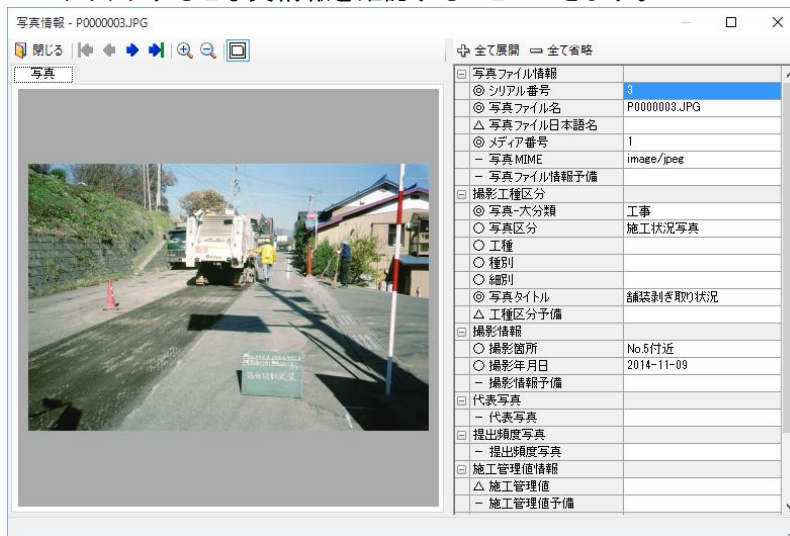 写真情報 - P0000003.JPG
閉じる
全て展開 全て省略
写真
写真ファイル情報
◎ シリアル番号 3
◎ 写真ファイル名 P0000003.JPG
△ 写真ファイル日本語名
◎ メディア番号 1
- 写真MIME image/jpeg
- 写真ファイル情報予備
撮影工種区分
◎ 写真-大分類 工事
○ 写真区分 施工状況写真
○ 工種
○ 種別
○ 細別
◎ 写真タイトル 舗装剥ぎ取り状況
△ 工種区分予備
撮影情報
○ 撮影箇所 No.5付近
○ 撮影年月日 2014-11-09
- 撮影情報予備
代表写真
- 代表写真
提出頻度写真
- 提出頻度写真
施工管理値情報
△ 施工管理値
- 施工管理値予備